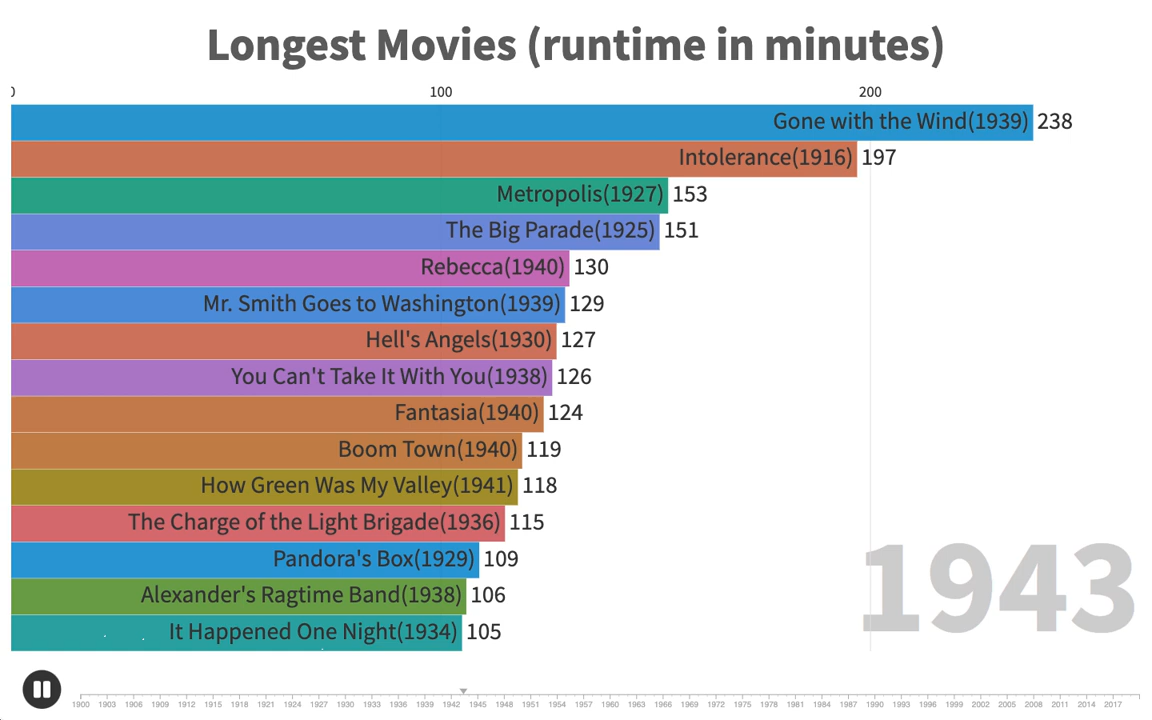 Longest Movies (runtime in minutes)
0 100 200
Gone with the Wind(1939) 238
Intolerance(1916) 197
Metropolis(1927) 153
The Big Parade(1925) 151
Rebecca(1940) 130
Mr. Smith Goes to Washington(1939) 129
Hell's Angels(1930) 127
You Can't Take It With You(1938) 126
Fantasia(1940) 124
Boom Town(1940) 119
How Green Was My Valley(1941) 118
The Charge of the Light Brigade(1936) 115
Pandora's Box(1929) 109
Alexander's Ragtime Band(1938) 106
It Happened One Night(1934) 105
1943
1900 1903 1906 1909 1912 1915 1918 1921 1924 1927 1930 1933 1936 1939 1942 1945 1948 1951 1954 1957 1960 1963 1966 1969 1972 1975 1978 1981 1984 1987 1990 1993 1996 1999 2002 2005 2008 2011 2014 2017